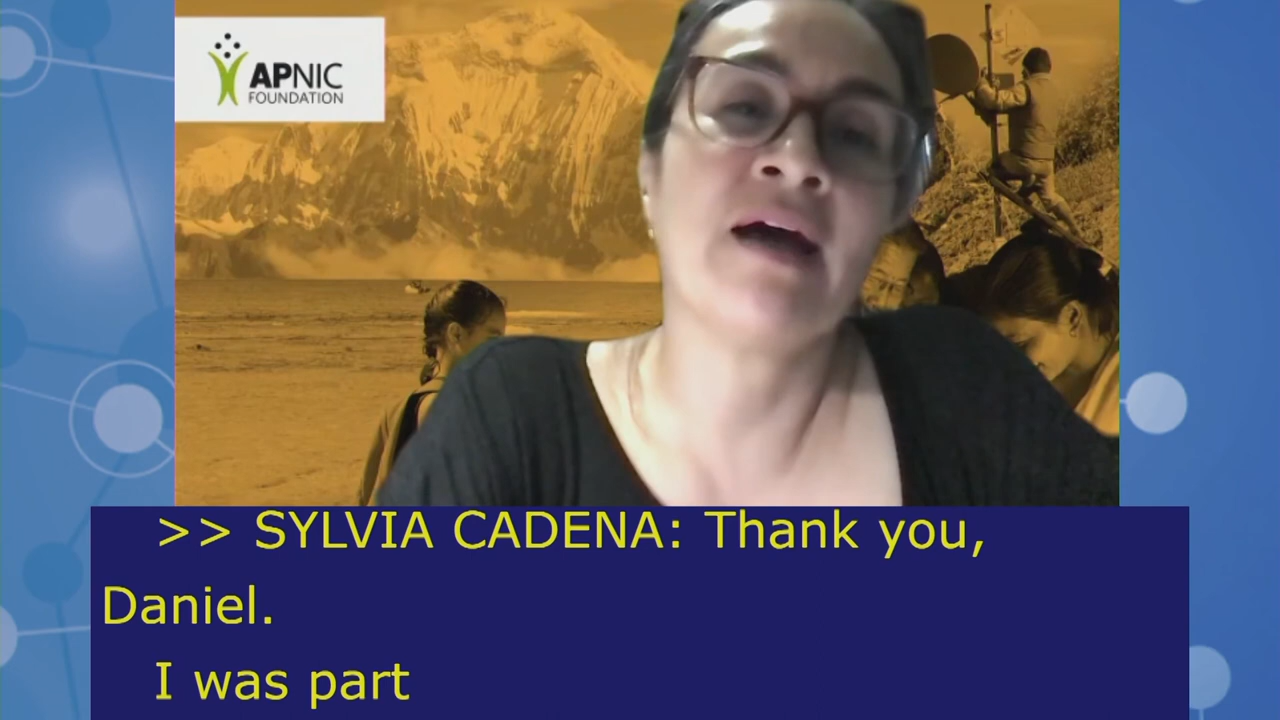 APNIC
FOUNDATION
>> SYLVIA CADENA: Thank you,
Daniel.
I was part